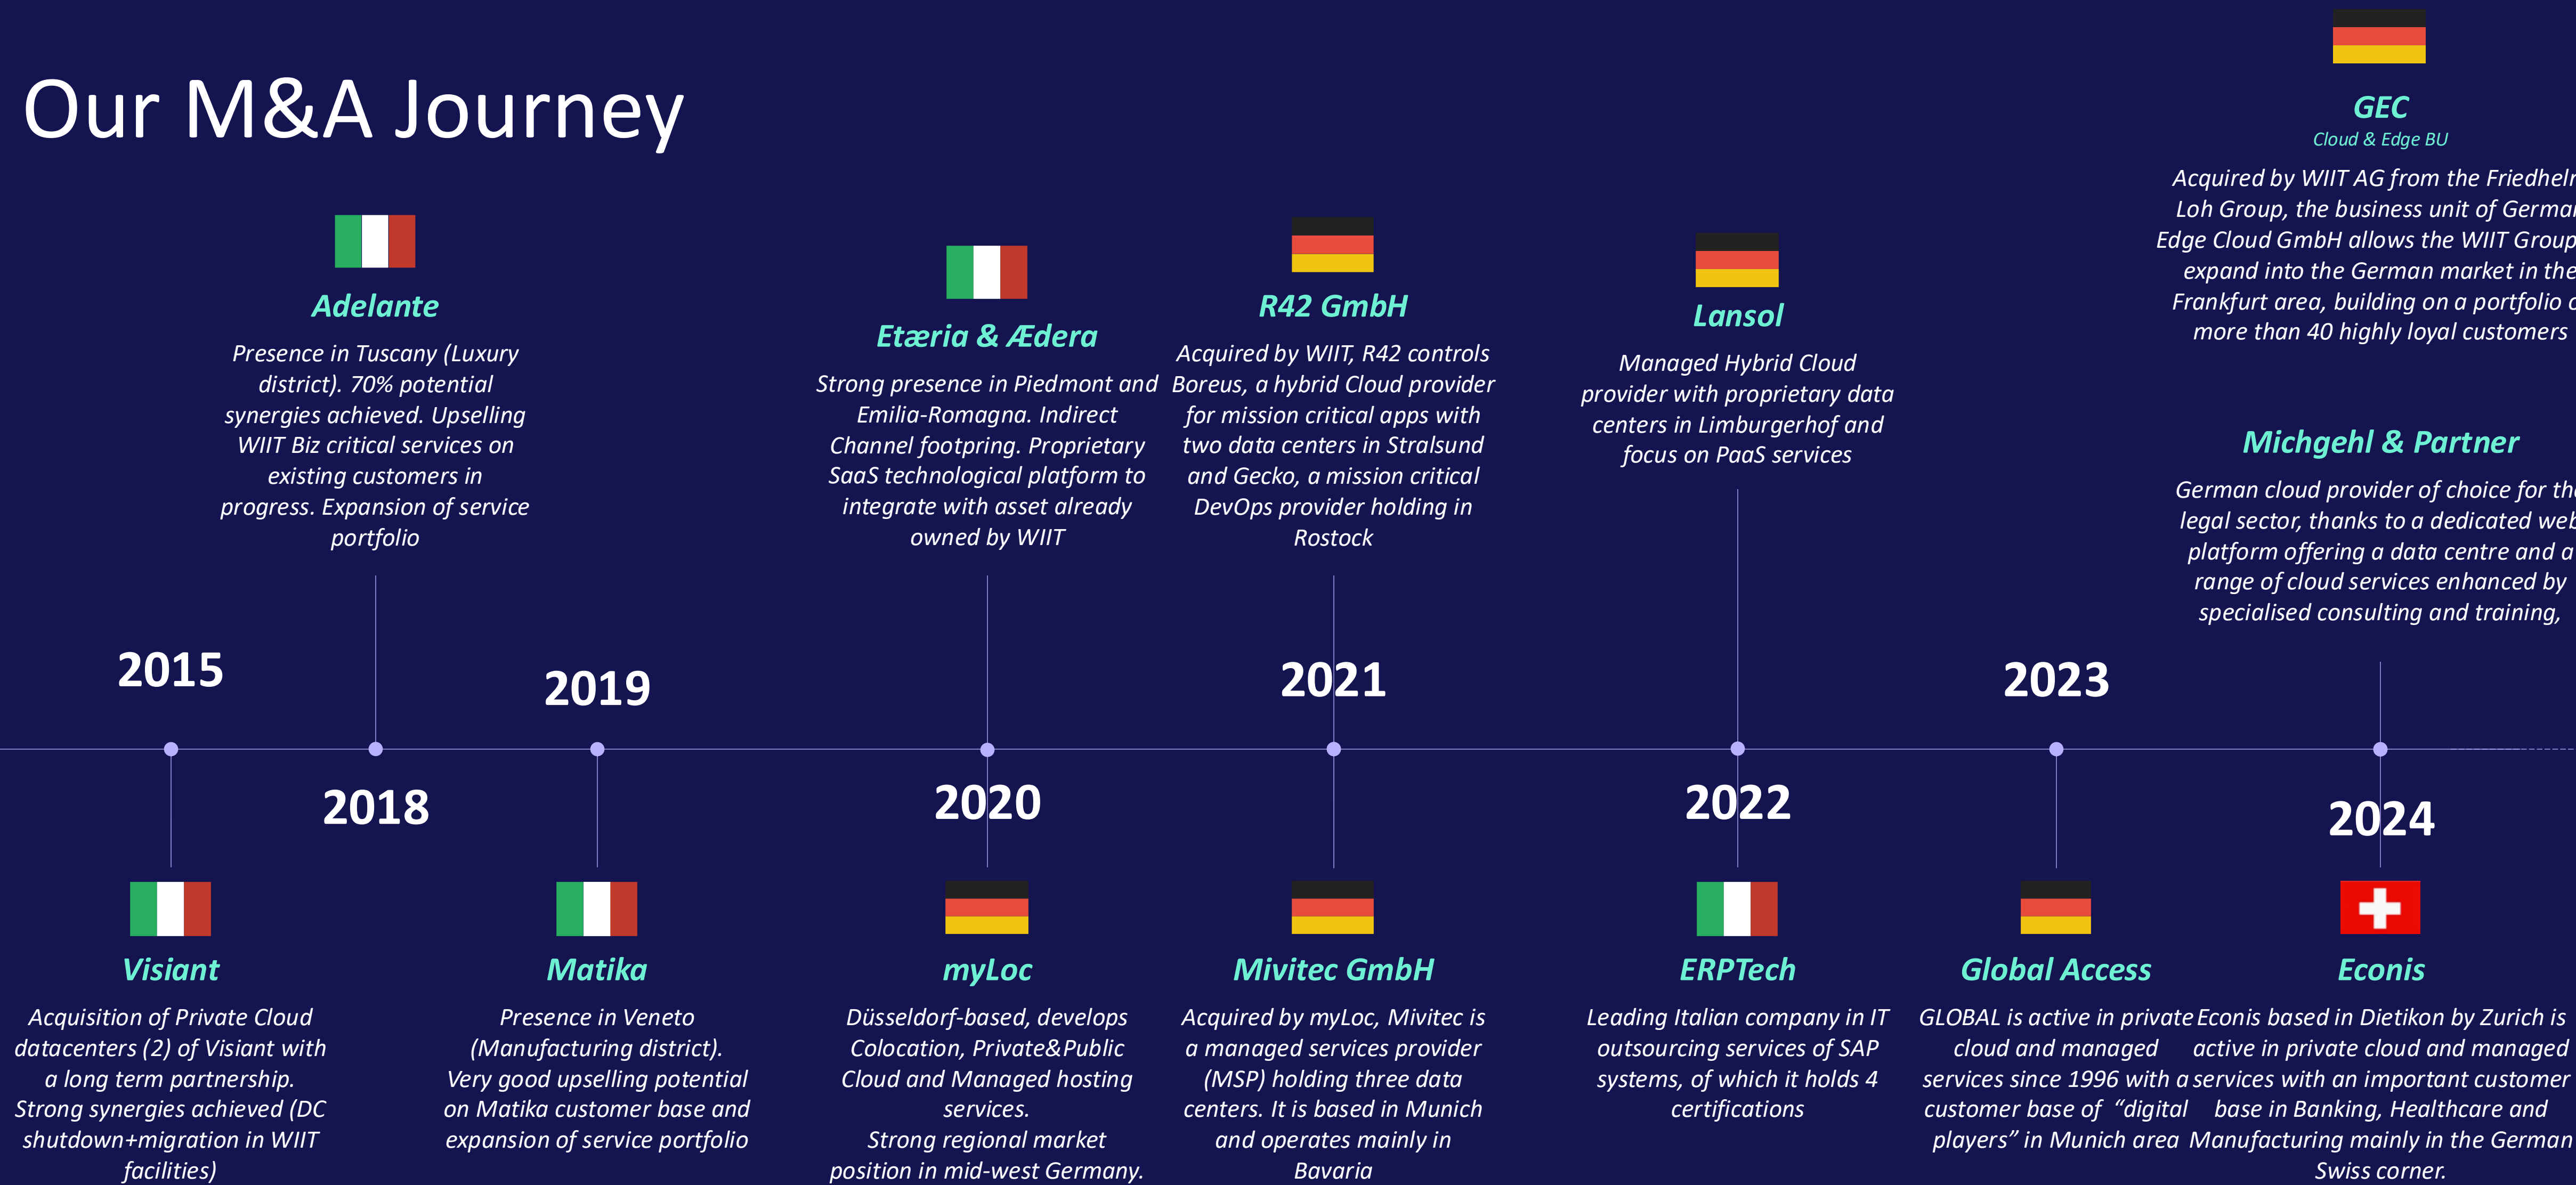 Our M&A Journey
GEC
Cloud & Edge BU
Acquired by WIIT AG from the Friedhelm
Loh Group, the business unit of German
Edge Cloud GmbH allows the WIIT Group
expand into the German market in the
Frankfurt area, building on a portfolio
more than 40 highly loyal customers
Adelante
Presence in Tuscany (Luxury
district). 70% potential
synergies achieved. Upselling
WIIT Biz critical services on
existing customers in
progress. Expansion of service
portfolio
Etæria & Ædera
Strong presence in Piedmont and
Emilia-Romagna. Indirect
Channel footpring. Proprietary
SaaS technological platform to
integrate with asset already
owned by WIIT
R42 GmbH
Acquired by WIIT, R42 controls
Boreus, a hybrid Cloud provider
for mission critical apps with
two data centers in Stralsund
and Gecko, a mission critical
DevOps provider holding in
Rostock
Lansol
Managed Hybrid Cloud
provider with proprietary data
centers in Limburgerhof and
focus on PaaS services
Michgehl & Partner
German cloud provider of choice for the
legal sector, thanks to a dedicated web
platform offering a data centre and a
range of cloud services enhanced by
specialised consulting and training,
2015
2018
2019
2020
2021
2022
2023
2024
Visiant
Acquisition of Private Cloud
datacenters (2) of Visiant with
a long term partnership.
Strong synergies achieved (DC
shutdown+migration in WIIT
facilities)
Matika
Presence in Veneto
(Manufacturing district).
Very good upselling potential
on Matika customer base and
expansion of service portfolio
myLoc
Düsseldorf-based, develops
Colocation, Private&Public
Cloud and Managed hosting
services.
Strong regional market
position in mid-west Germany.
Mivitec GmbH
Acquired by myLoc, Mivitec is
a managed services provider
(MSP) holding three data
centers. It is based in Munich
and operates mainly in
Bavaria
ERPTech
Leading Italian company in IT
outsourcing services of SAP
systems, of which it holds 4
certifications
Global Access
GLOBAL is active in private
cloud and managed
services since 1996 with a
customer base of “digital
players” in Munich area
Econis
Econis based in Dietikon by Zurich is
active in private cloud and managed
services with an important customer
base in Banking, Healthcare and
Manufacturing mainly in the German
Swiss corner.